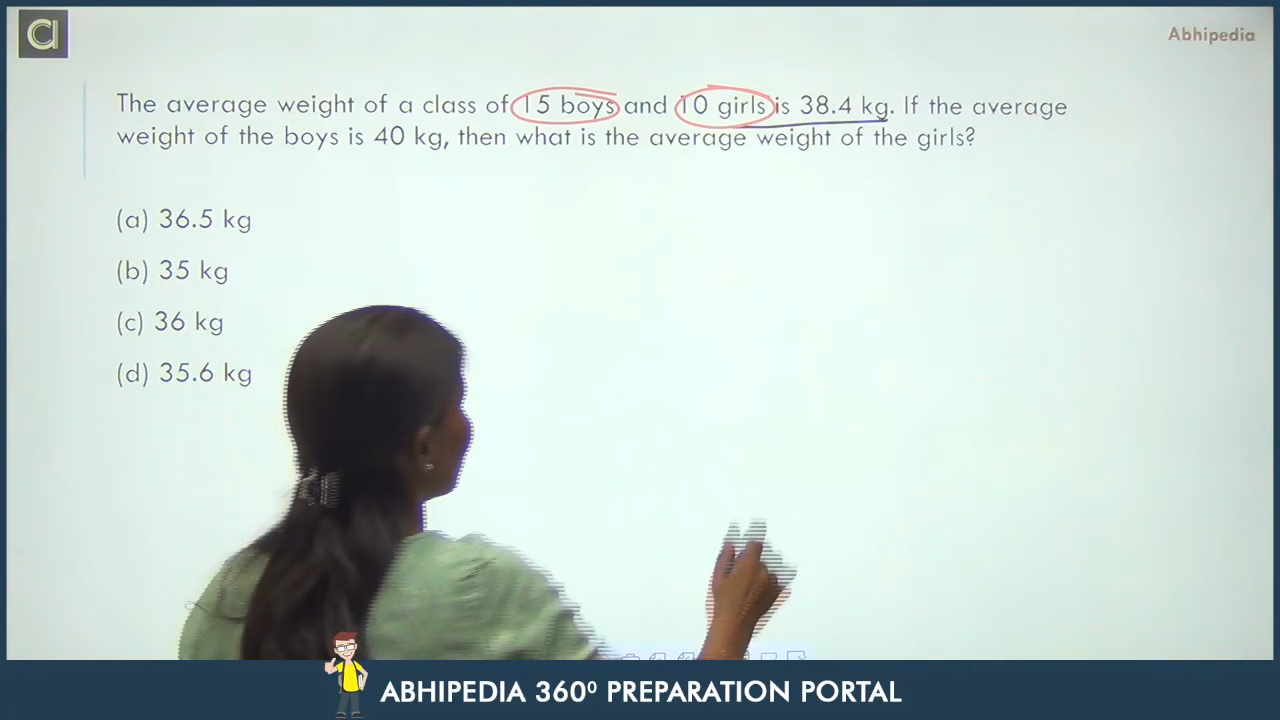 Abhipedia
The average weight of a class of 15 boys and 10 girls is 38.4 kg. If the average
weight of the boys is 40 kg, then what is the average weight of the girls?
(a) 36.5 kg
(b) 35 kg
(c) 36 kg
(d) 35.6 kg
ABHIPEDIA 360⁰ PREPARATION PORTAL